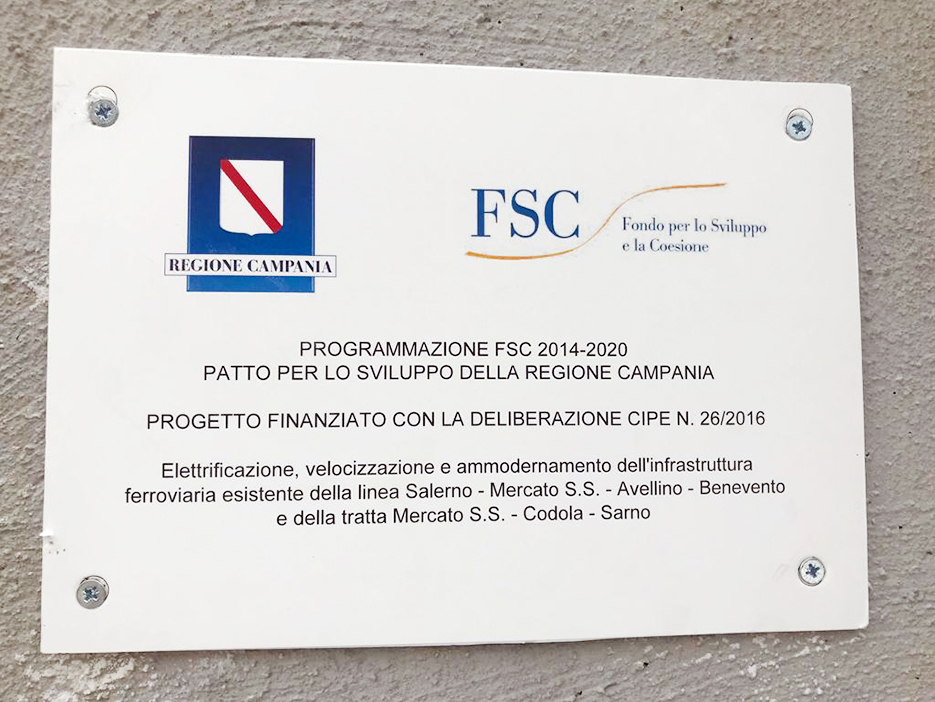 REGIONE CAMPANIA
FSC
Fondo per lo Sviluppo
e la Coesione
PROGRAMMAZIONE FSC 2014-2020
PATTO PER LO SVILUPPO DELLA REGIONE CAMPANIA
PROGETTO FINANZIATO CON LA DELIBERAZIONE CIPE N. 26/2016
Elettrificazione, velocizzazione e ammodernamento dell'infrastruttura
ferroviaria esistente della linea Salerno - Mercato S.S. - Avellino - Benevento
e della tratta Mercato S.S. - Codola - Sarno